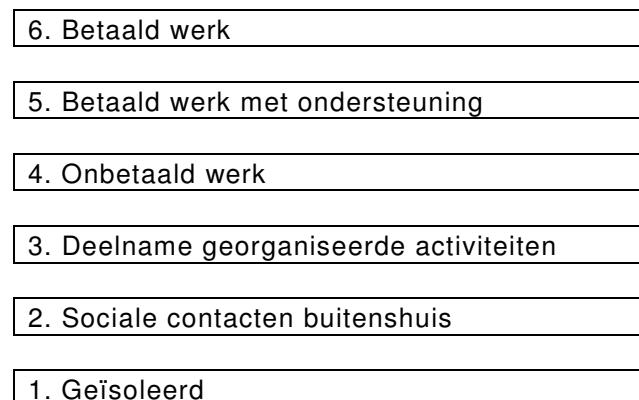 6. Betaald werk
5. Betaald werk met ondersteuning
4. Onbetaald werk
3. Deelname georganiseerde activiteiten
2. Sociale contacten buitenshuis
1. Geïsoleerd